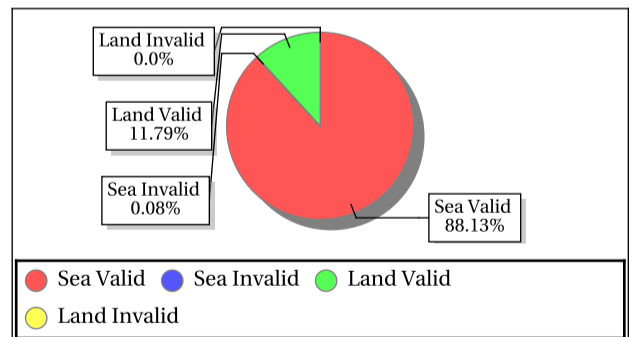 Land Invalid
0.0%
Land Valid
11.79%
Sea Invalid
0.08%
Sea Valid
88.13%
Sea Valid
Sea Invalid
Land Valid
Land Invalid